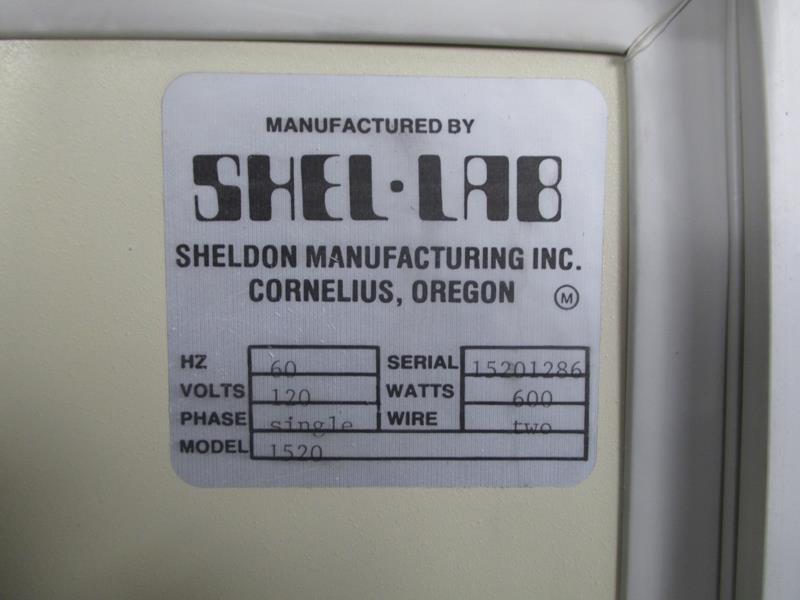 MANUFACTURED BY
SHEL·LAB
SHELDON MANUFACTURING INC.
CORNELIUS, OREGON Ⓜ
HZ 60 SERIAL 15201286
VOLTS 120 WATTS 600
PHASE single WIRE two
MODEL 1520